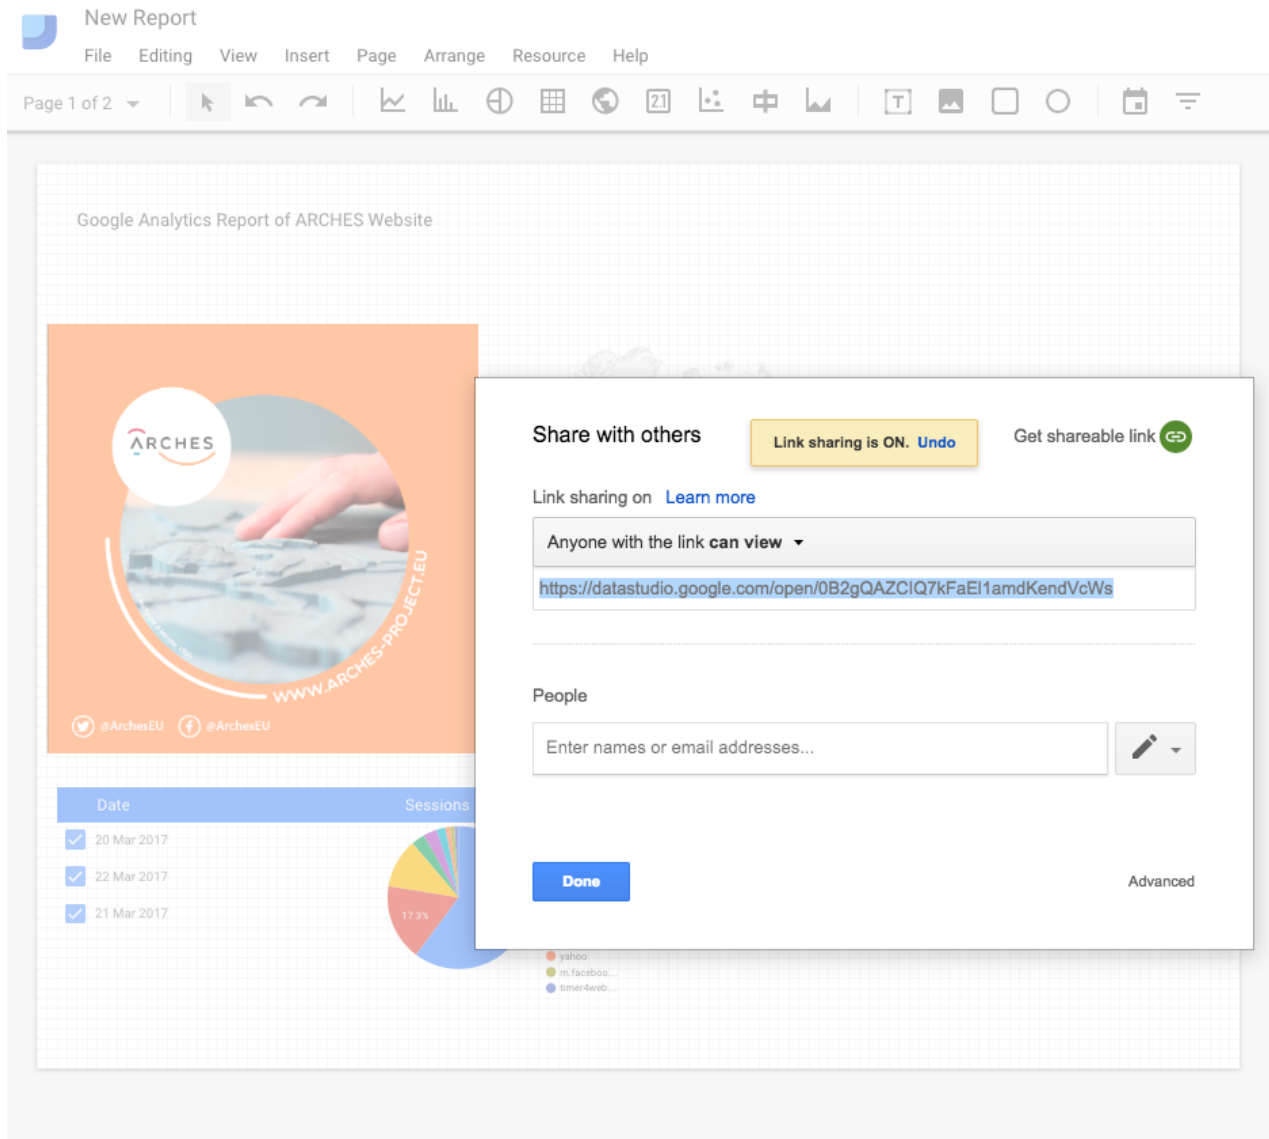 New Report
File Editing View Insert Page Arrange Resource Help
Page 1 of 2
21
T
Google Analytics Report of ARCHES Website
ARCHES
WWW.ARCHES-PROJECT.EU
@ArchesEU @ArchesEU
Share with others
Link sharing is ON. Undo
Get shareable link
Link sharing on Learn more
Anyone with the link can view
https://datastudio.google.com/open/0B2gQAZCIQ7kFaEI1amdKendVcWs
People
Enter names or email addresses...
Done
Advanced
Date Sessions
20 Mar 2017
22 Mar 2017
21 Mar 2017
17.3%
yahoo
m.faceboo...
timer4web...